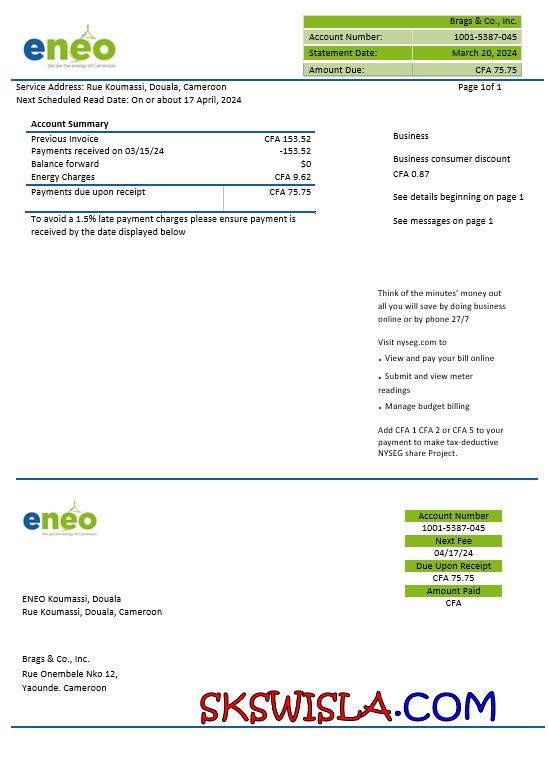 eneo
We are the energy of Cameroon
Brags & Co., Inc.
Account Number: 1001-5387-045
Statement Date: March 20, 2024
Amount Due: CFA 75.75
Service Address: Rue Koumassi, Douala, Cameroon
Page 1of 1
Next Scheduled Read Date: On or about 17 April, 2024
Account Summary
Previous Invoice CFA 153.52
Payments received on 03/15/24 -153.52
Balance forward $0
Energy Charges CFA 9.62
Payments due upon receipt CFA 75.75
To avoid a 1.5% late payment charges please ensure payment is
received by the date displayed below
Business
Business consumer discount
CFA 0.87
See details beginning on page 1
See messages on page 1
Think of the minutes’ money out
all you will save by doing business
online or by phone 27/7
Visit nyseg.com to
• View and pay your bill online
• Submit and view meter
readings
• Manage budget billing
Add CFA 1 CFA 2 or CFA 5 to your
payment to make tax-deductive
NYSEG share Project.
eneo
We are the energy of Cameroon
Account Number
1001-5387-045
Next Fee
04/17/24
Due Upon Receipt
CFA 75.75
Amount Paid
CFA
ENEO Koumassi, Douala
Rue Koumassi, Douala, Cameroon
Brags & Co., Inc.
Rue Onembele Nko 12,
Yaounde. Cameroon
SKSWISLA.COM